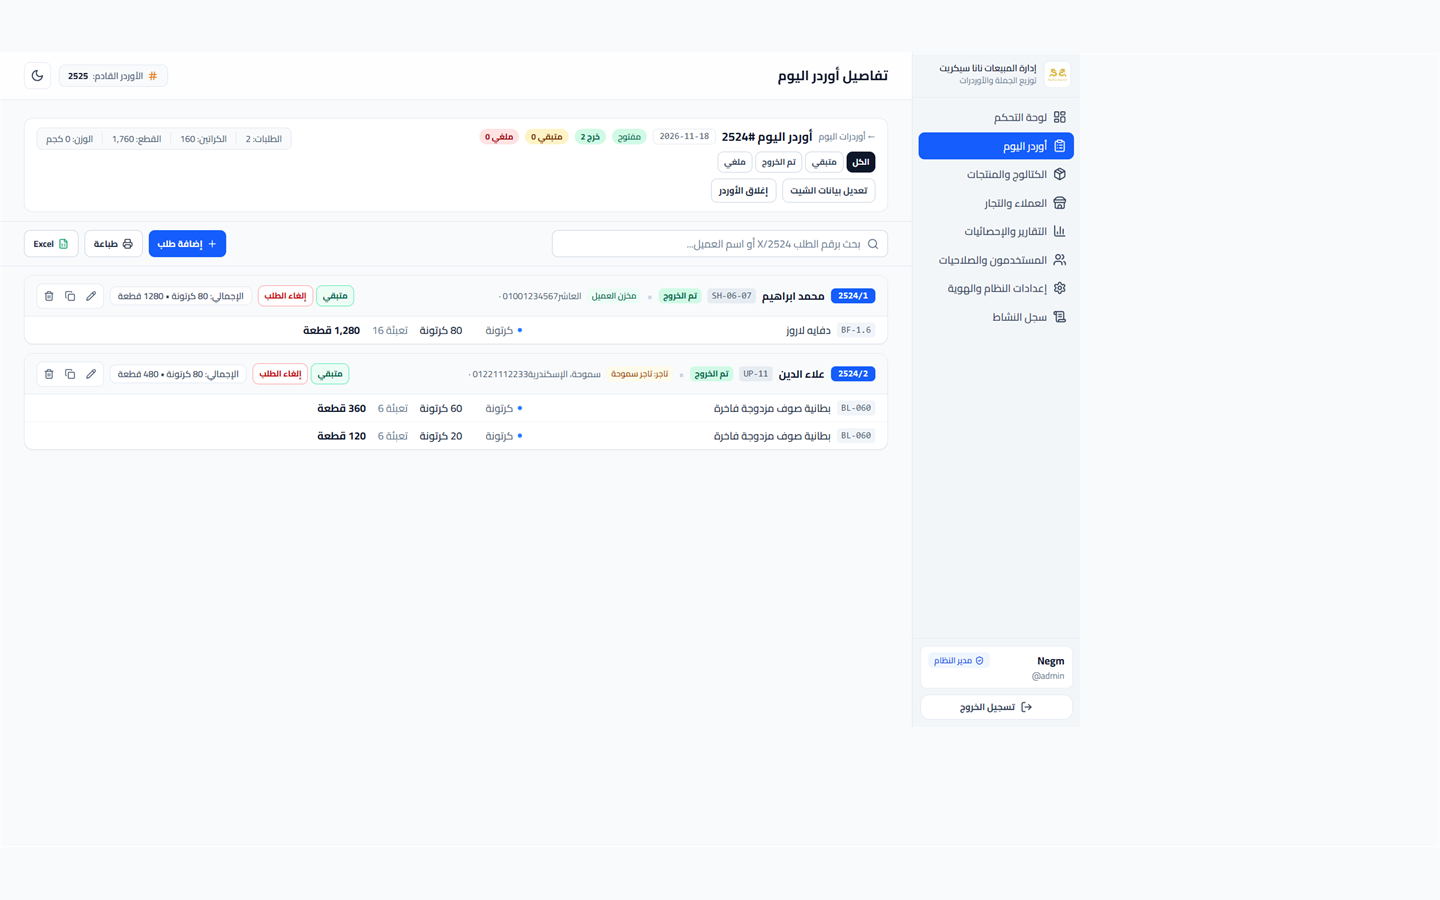 إدارة المبيعات نانا سيكريت
توزيع الجملة والأوردرات
لوحة التحكم
أوردر اليوم
الكتالوج والمنتجات
العملاء والتجار
التقارير والإحصائيات
المستخدمون والصلاحيات
إعدادات النظام والهوية
سجل النشاط
Negm
مدير النظام
@admin
تسجيل الخروج
تفاصيل أوردر اليوم
الأوردر القادم: 2525
← أوردرات اليوم
أوردر اليوم #2524
2026-11-18
مفتوح
خرج 2
متبقي 0
ملغي 0
الطلبات: 2
الكراتين: 160
القطع: 1,760
الوزن: 0 كجم
الكل
متبقي
تم الخروج
ملغي
تعديل بيانات الشيت
إغلاق الأوردر
بحث برقم الطلب 2524/X أو اسم العميل...
إضافة طلب
طباعة
Excel
2524/1
محمد ابراهيم
SH-06-07
تم الخروج
مخزن العميل
العاشر01001234567 ·
متبقي
إلغاء الطلب
الإجمالي: 80 كرتونة • 1280 قطعة
BF-1.6
دفايه لاروز
كرتونة
80 كرتونة
تعبئة 16
1,280 قطعة
2524/2
علاء الدين
UP-11
تم الخروج
تاجر: تاجر سموحة
سموحة، الإسكندرية01221112233 ·
متبقي
إلغاء الطلب
الإجمالي: 80 كرتونة • 480 قطعة
BL-060
بطانية صوف مزدوجة فاخرة
كرتونة
60 كرتونة
تعبئة 6
360 قطعة
BL-060
بطانية صوف مزدوجة فاخرة
كرتونة
20 كرتونة
تعبئة 6
120 قطعة